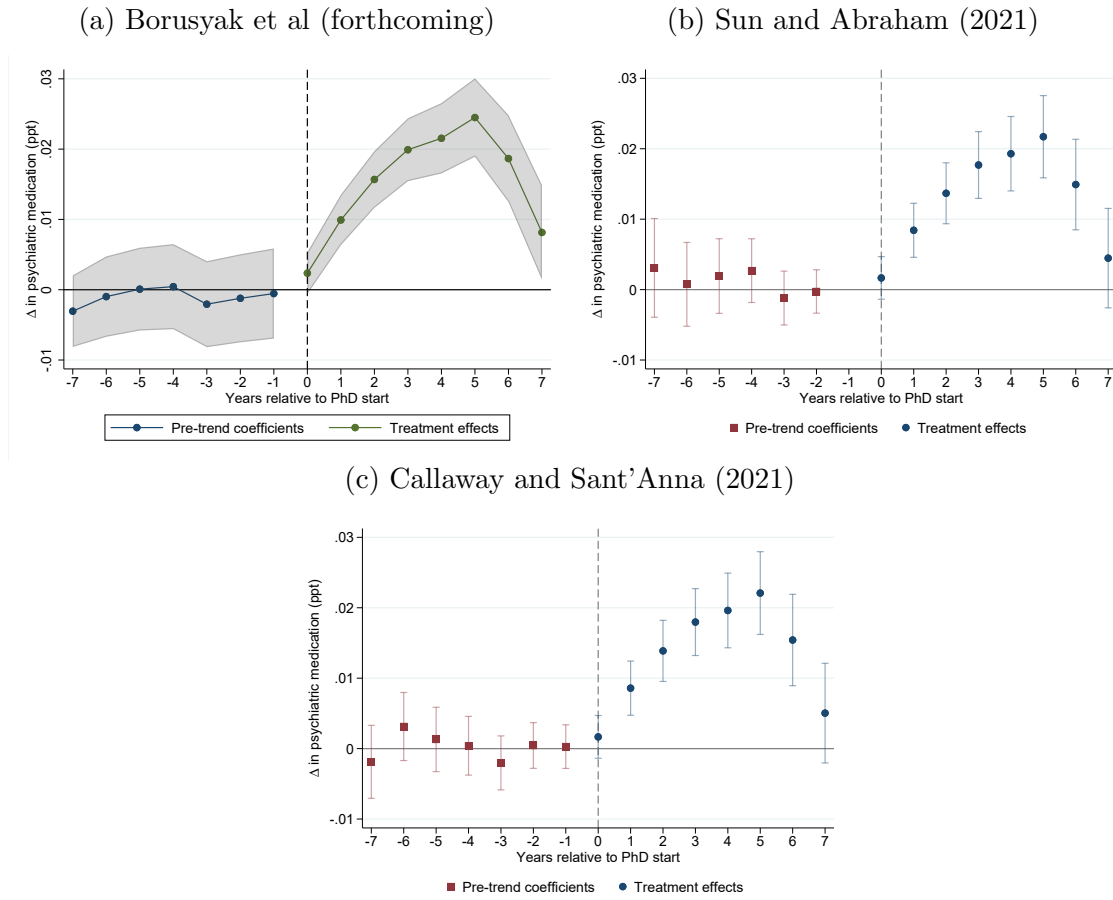 (a) Borusyak et al (forthcoming)
(b) Sun and Abraham (2021)
Δ in psychiatric medication (ppt)
.03
.02
.01
0
-.01
-7 -6 -5 -4 -3 -2 -1 0 1 2 3 4 5 6 7
Years relative to PhD start
Pre-trend coefficients Treatment effects
Δ in psychiatric medication (ppt)
.03
.02
.01
0
-.01
-7 -6 -5 -4 -3 -2 -1 0 1 2 3 4 5 6 7
Years relative to PhD start
Pre-trend coefficients Treatment effects
(c) Callaway and Sant'Anna (2021)
Δ in psychiatric medication (ppt)
.03
.02
.01
0
-.01
-7 -6 -5 -4 -3 -2 -1 0 1 2 3 4 5 6 7
Years relative to PhD start
Pre-trend coefficients Treatment effects